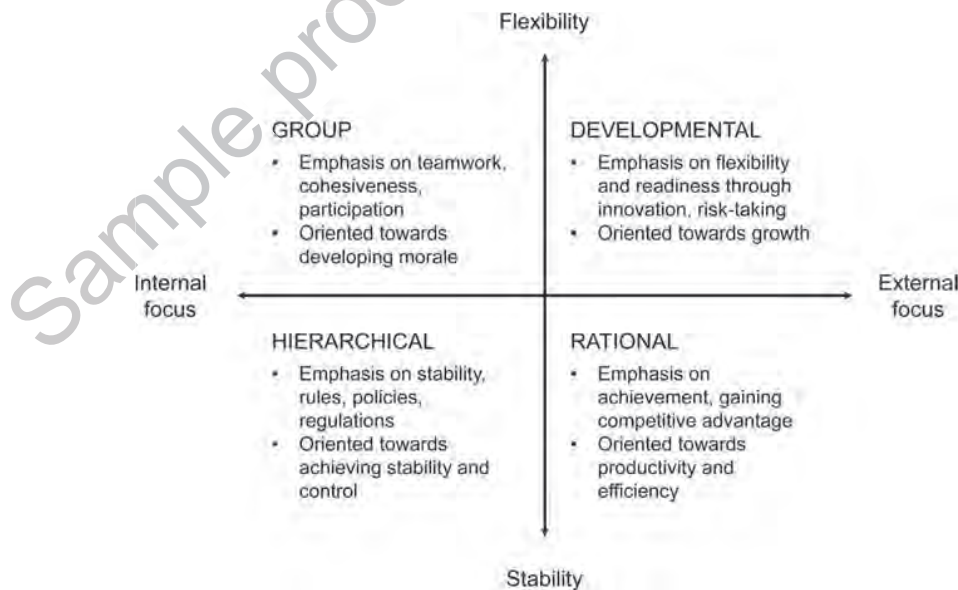 Flexibility
GROUP
• Emphasis on teamwork,
cohesiveness,
participation
• Oriented towards
developing morale
DEVELOPMENTAL
• Emphasis on flexibility
and readiness through
innovation, risk-taking
• Oriented towards growth
Internal
focus
External
focus
HIERARCHICAL
• Emphasis on stability,
rules, policies,
regulations
• Oriented towards
achieving stability and
control
RATIONAL
• Emphasis on
achievement, gaining
competitive advantage
• Oriented towards
productivity and
efficiency
Stability
Sample